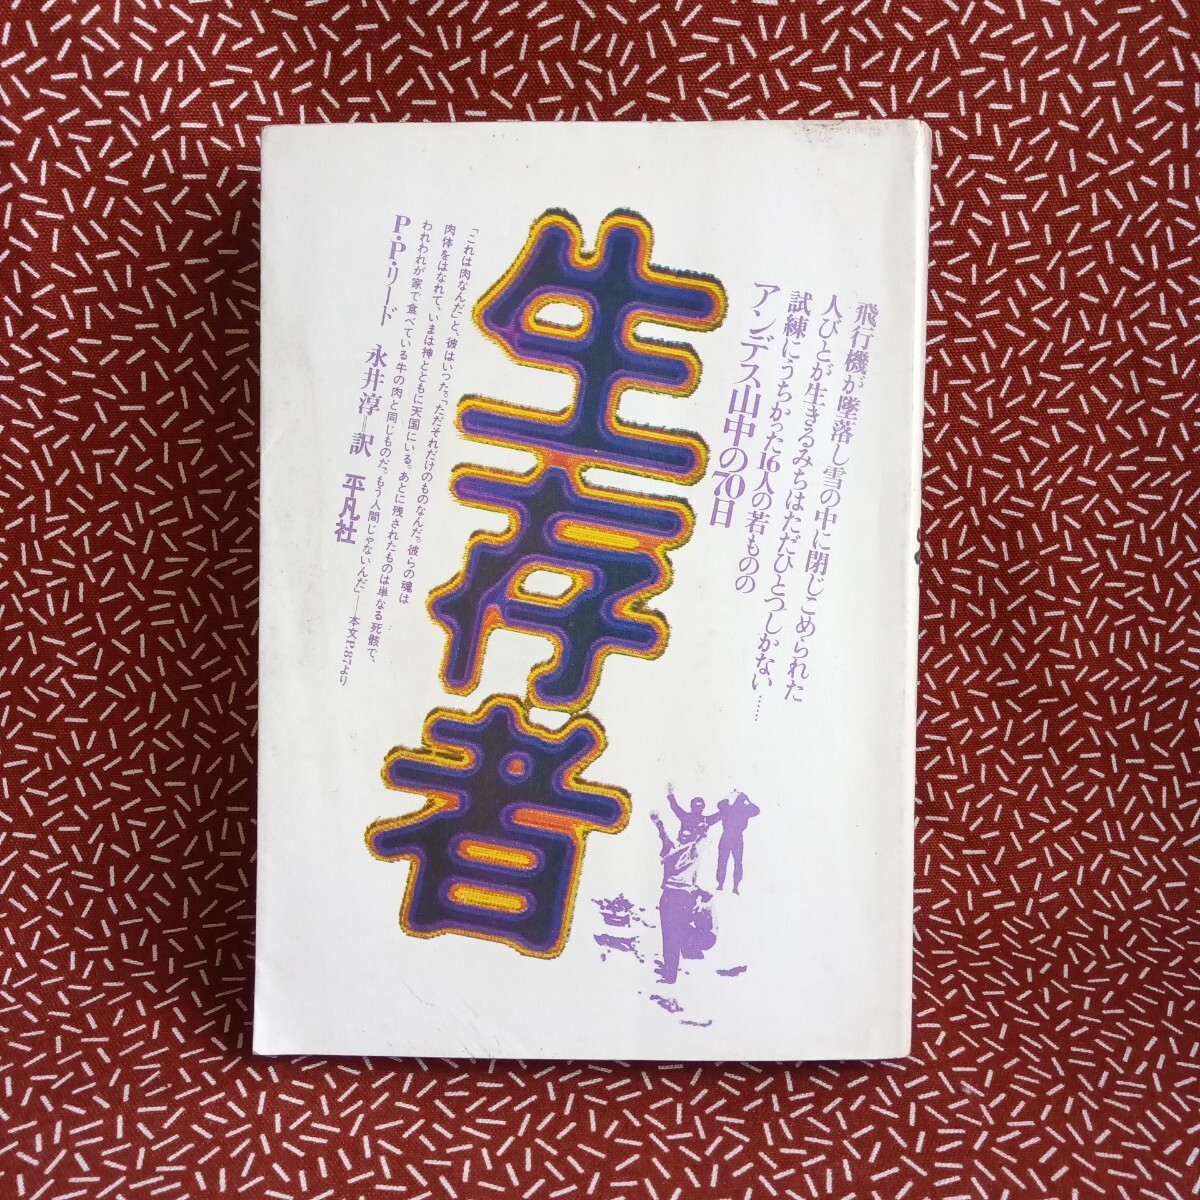 飛行機が墜落し雪の中に閉じこめられた
人びとが生きるみちはただひとつしかない……
試練にうちかった16人の若ものの
アンデス山中の70日
生存者
「これは肉なんだ」と、彼はいった。「ただそれだけのものなんだ。彼らの魂は
肉体をはなれて、いまは神とともに天国にいる。あとに残されたものは単なる死骸で、
われわれが家で食べている牛の肉と同じものだ。もう人間じゃないんだ」——本文P.87より
P・P・リード 永井淳=訳 平凡社